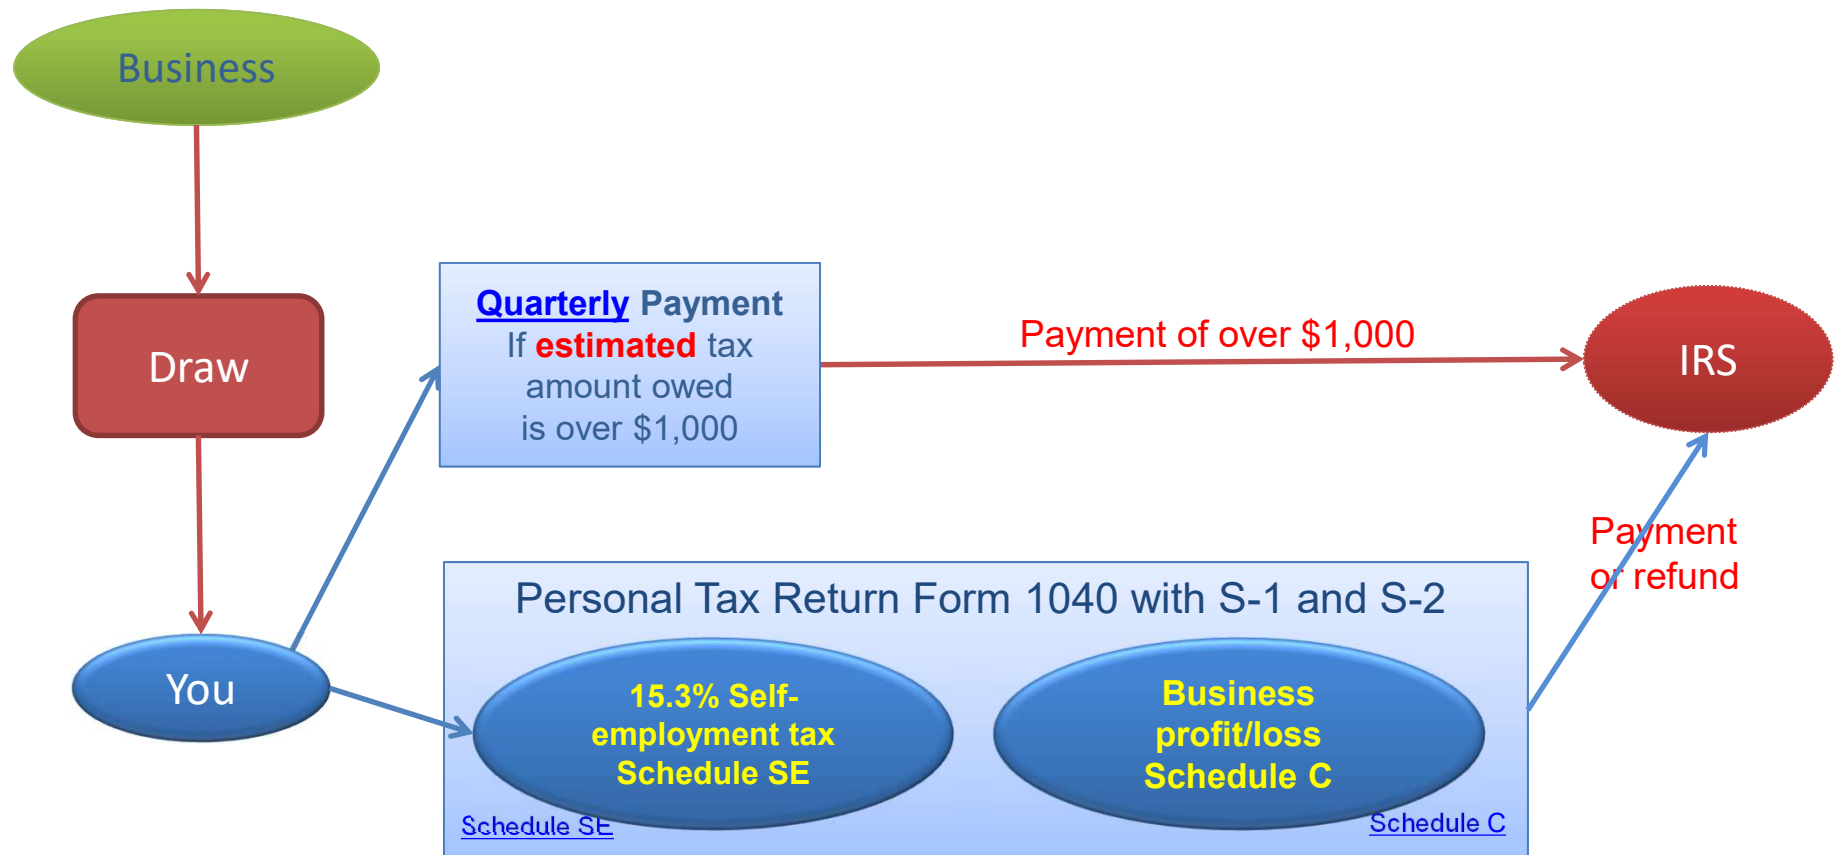 Business
Draw
You
Quarterly Payment
If estimated tax
amount owed
is over $1,000
Payment of over $1,000
IRS
Payment
or refund
Personal Tax Return Form 1040 with S-1 and S-2
15.3% Self-
employment tax
Schedule SE
Business
profit/loss
Schedule C
Schedule SE
Schedule C